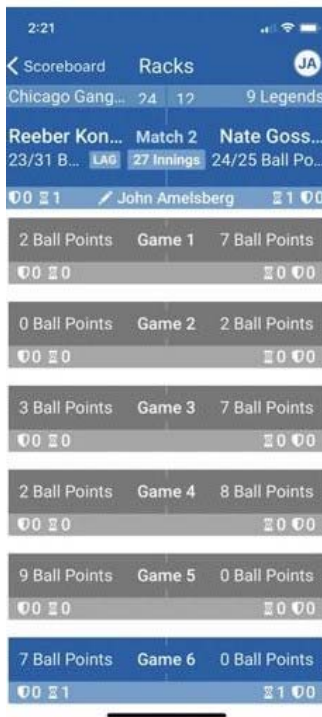 2:21
Scoreboard Racks JA
Chicago Gang... 24 12 9 Legends
Reeber Kon... Match 2 Nate Goss...
23/31 B... LAG 27 Innings 24/25 Ball Po...
0 1 John Amelsberg 1 0
2 Ball Points Game 1 7 Ball Points
0 0 0 0
0 Ball Points Game 2 2 Ball Points
0 0 0 0
3 Ball Points Game 3 7 Ball Points
0 0 0 0
2 Ball Points Game 4 8 Ball Points
0 0 0 0
9 Ball Points Game 5 0 Ball Points
0 0 0 0
7 Ball Points Game 6 0 Ball Points
0 1 1 0